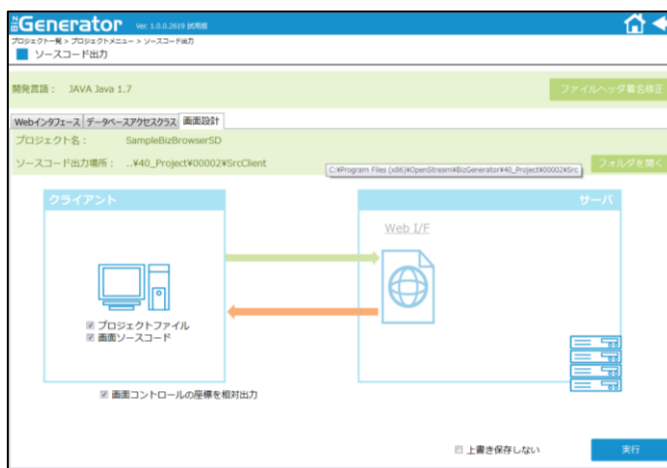 BizGenerator Ver. 1.0.0.2619 試用版
プロジェクト一覧 > プロジェクトメニュー > ソースコード出力
ソースコード出力
開発言語： JAVA Java 1.7
ファイルヘッダ署名修正
Webインタフェース データベースアクセスクラス 画面設計
プロジェクト名： SampleBizBrowserSD
ソースコード出力場所： ..¥40_Project¥00002¥SrcClient
C:¥Program Files (x86)¥OpenStream¥BizGenerator¥40_Project¥00002¥Src
フォルダを開く
クライアント
サーバ
Web I/F
プロジェクトファイル
画面ソースコード
画面コントロールの座標を相対出力
上書き保存しない
実行